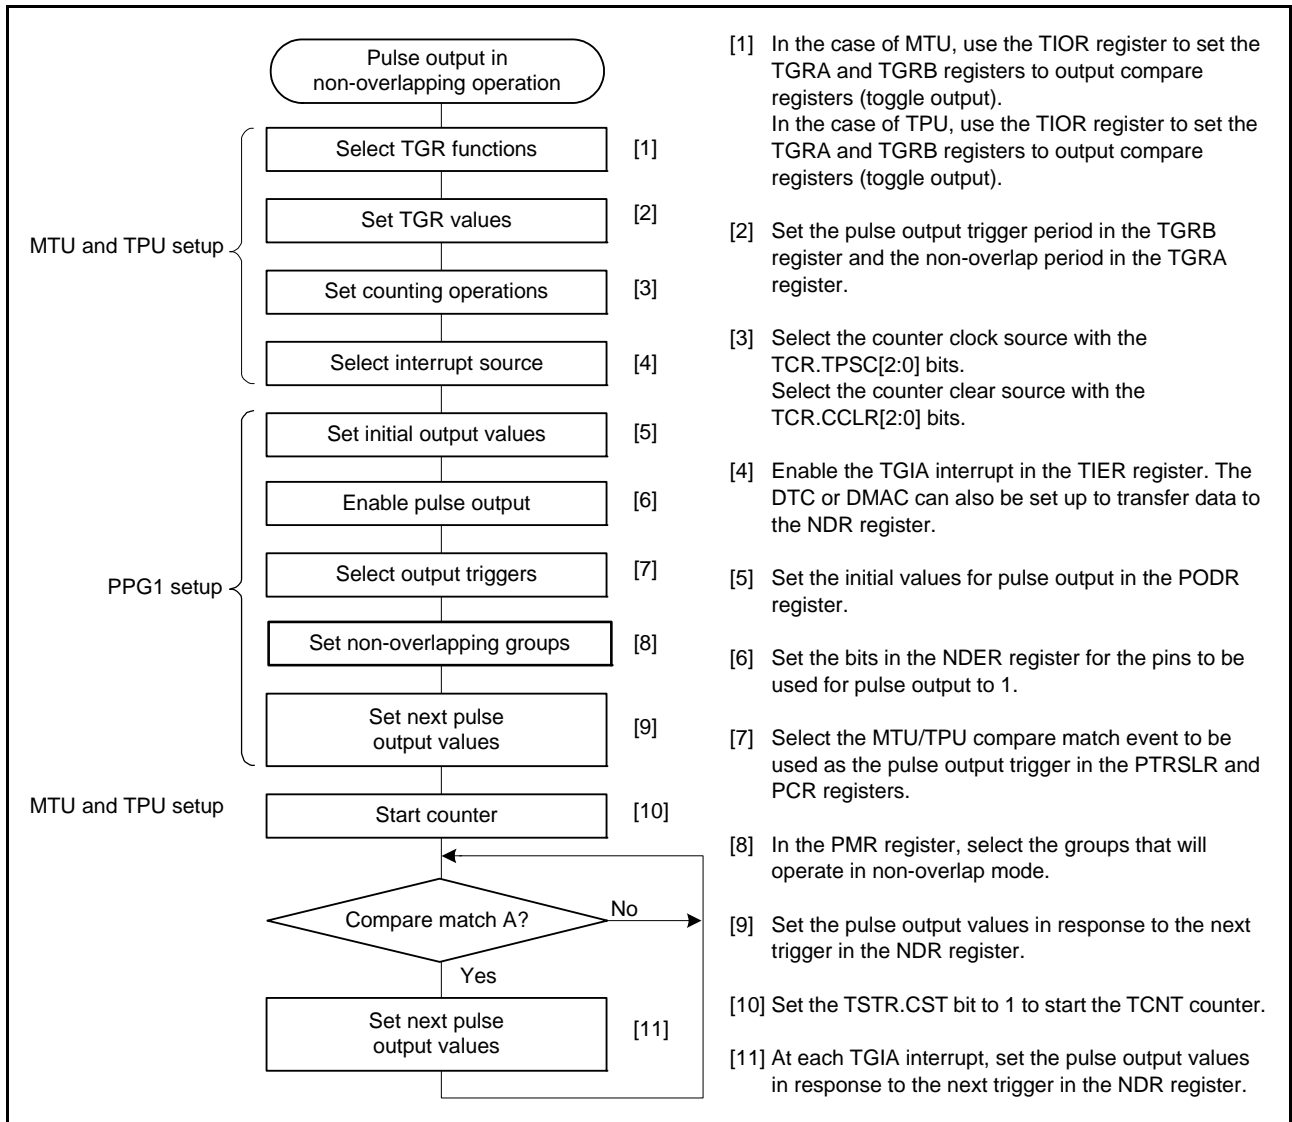 Pulse output in
non-overlapping operation
MTU and TPU setup
Select TGR functions [1]
Set TGR values [2]
Set counting operations [3]
Select interrupt source [4]
PPG1 setup
Set initial output values [5]
Enable pulse output [6]
Select output triggers [7]
Set non-overlapping groups [8]
Set next pulse
output values [9]
MTU and TPU setup
Start counter [10]
Compare match A?
No
Yes
Set next pulse
output values [11]
[1] In the case of MTU, use the TIOR register to set the
TGRA and TGRB registers to output compare
registers (toggle output).
In the case of TPU, use the TIOR register to set the
TGRA and TGRB registers to output compare
registers (toggle output).
[2] Set the pulse output trigger period in the TGRB
register and the non-overlap period in the TGRA
register.
[3] Select the counter clock source with the
TCR.TPSC[2:0] bits.
Select the counter clear source with the
TCR.CCLR[2:0] bits.
[4] Enable the TGIA interrupt in the TIER register. The
DTC or DMAC can also be set up to transfer data to
the NDR register.
[5] Set the initial values for pulse output in the PODR
register.
[6] Set the bits in the NDER register for the pins to be
used for pulse output to 1.
[7] Select the MTU/TPU compare match event to be
used as the pulse output trigger in the PTRSLR and
PCR registers.
[8] In the PMR register, select the groups that will
operate in non-overlap mode.
[9] Set the pulse output values in response to the next
trigger in the NDR register.
[10] Set the TSTR.CST bit to 1 to start the TCNT counter.
[11] At each TGIA interrupt, set the pulse output values
in response to the next trigger in the NDR register.